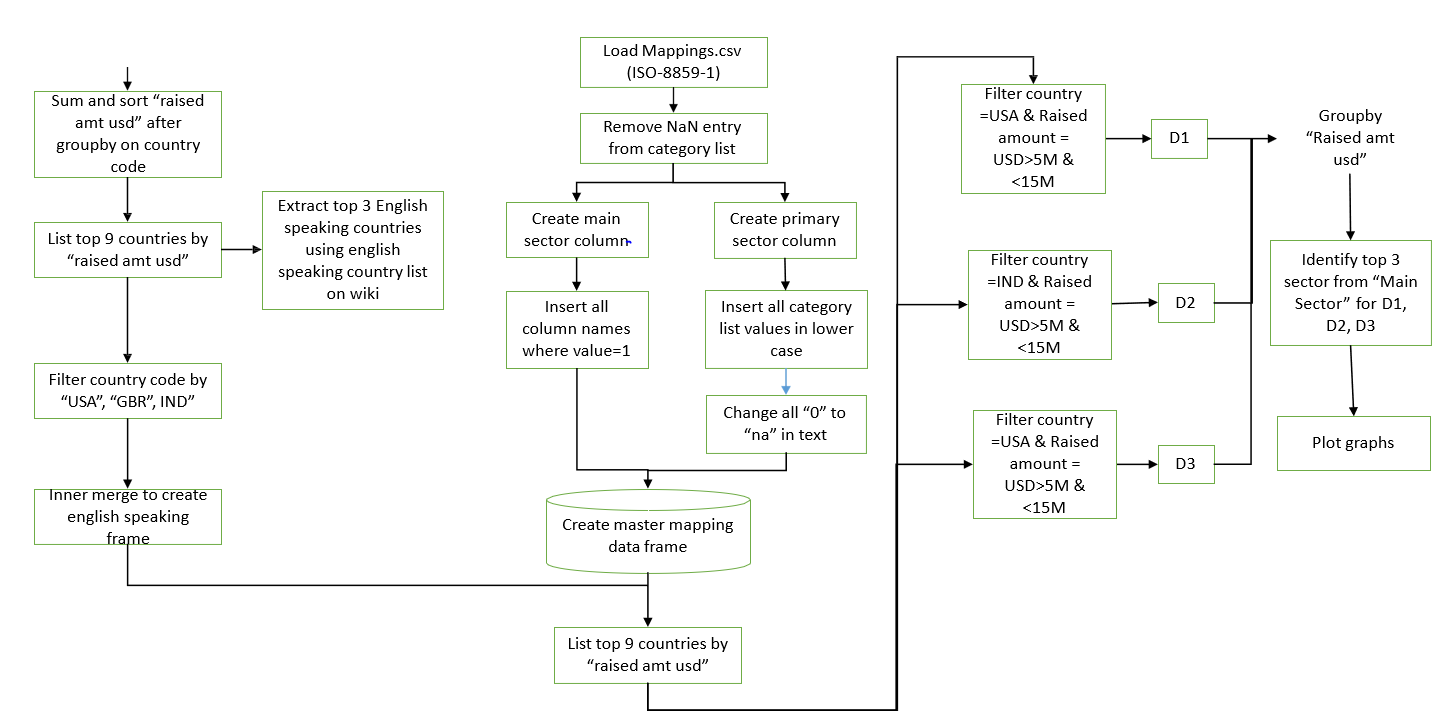 Sum and sort “raised
amt usd” after
groupby on country
code
List top 9 countries by
“raised amt usd”
Extract top 3 English
speaking countries
using english
speaking country list
on wiki
Filter country code by
“USA”, “GBR”, IND”
Inner merge to create
english speaking
frame
Load Mappings.csv
(ISO-8859-1)
Remove NaN entry
from category list
Create main
sector column
Create primary
sector column
Insert all
column names
where value=1
Insert all category
list values in lower
case
Change all “0” to
“na” in text
Create master mapping
data frame
List top 9 countries by
“raised amt usd”
Filter country
=USA & Raised
amount =
USD>5M &
<15M
D1
Filter country
=IND & Raised
amount =
USD>5M &
<15M
D2
Filter country
=USA & Raised
amount =
USD>5M &
<15M
D3
Groupby
“Raised amt
usd”
Identify top 3
sector from “Main
Sector” for D1,
D2, D3
Plot graphs